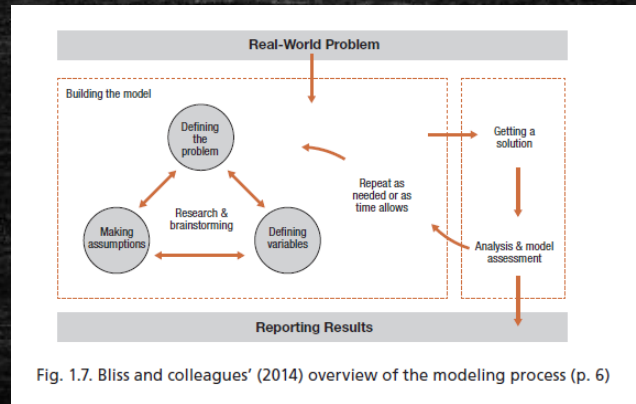 Real-World Problem
Building the model
Defining
the
problem
Research &
brainstorming
Making
assumptions
Defining
variables
Repeat as
needed or as
time allows
Getting a
solution
Analysis & model
assessment
Reporting Results
Fig. 1.7. Bliss and colleagues’ (2014) overview of the modeling process (p. 6)